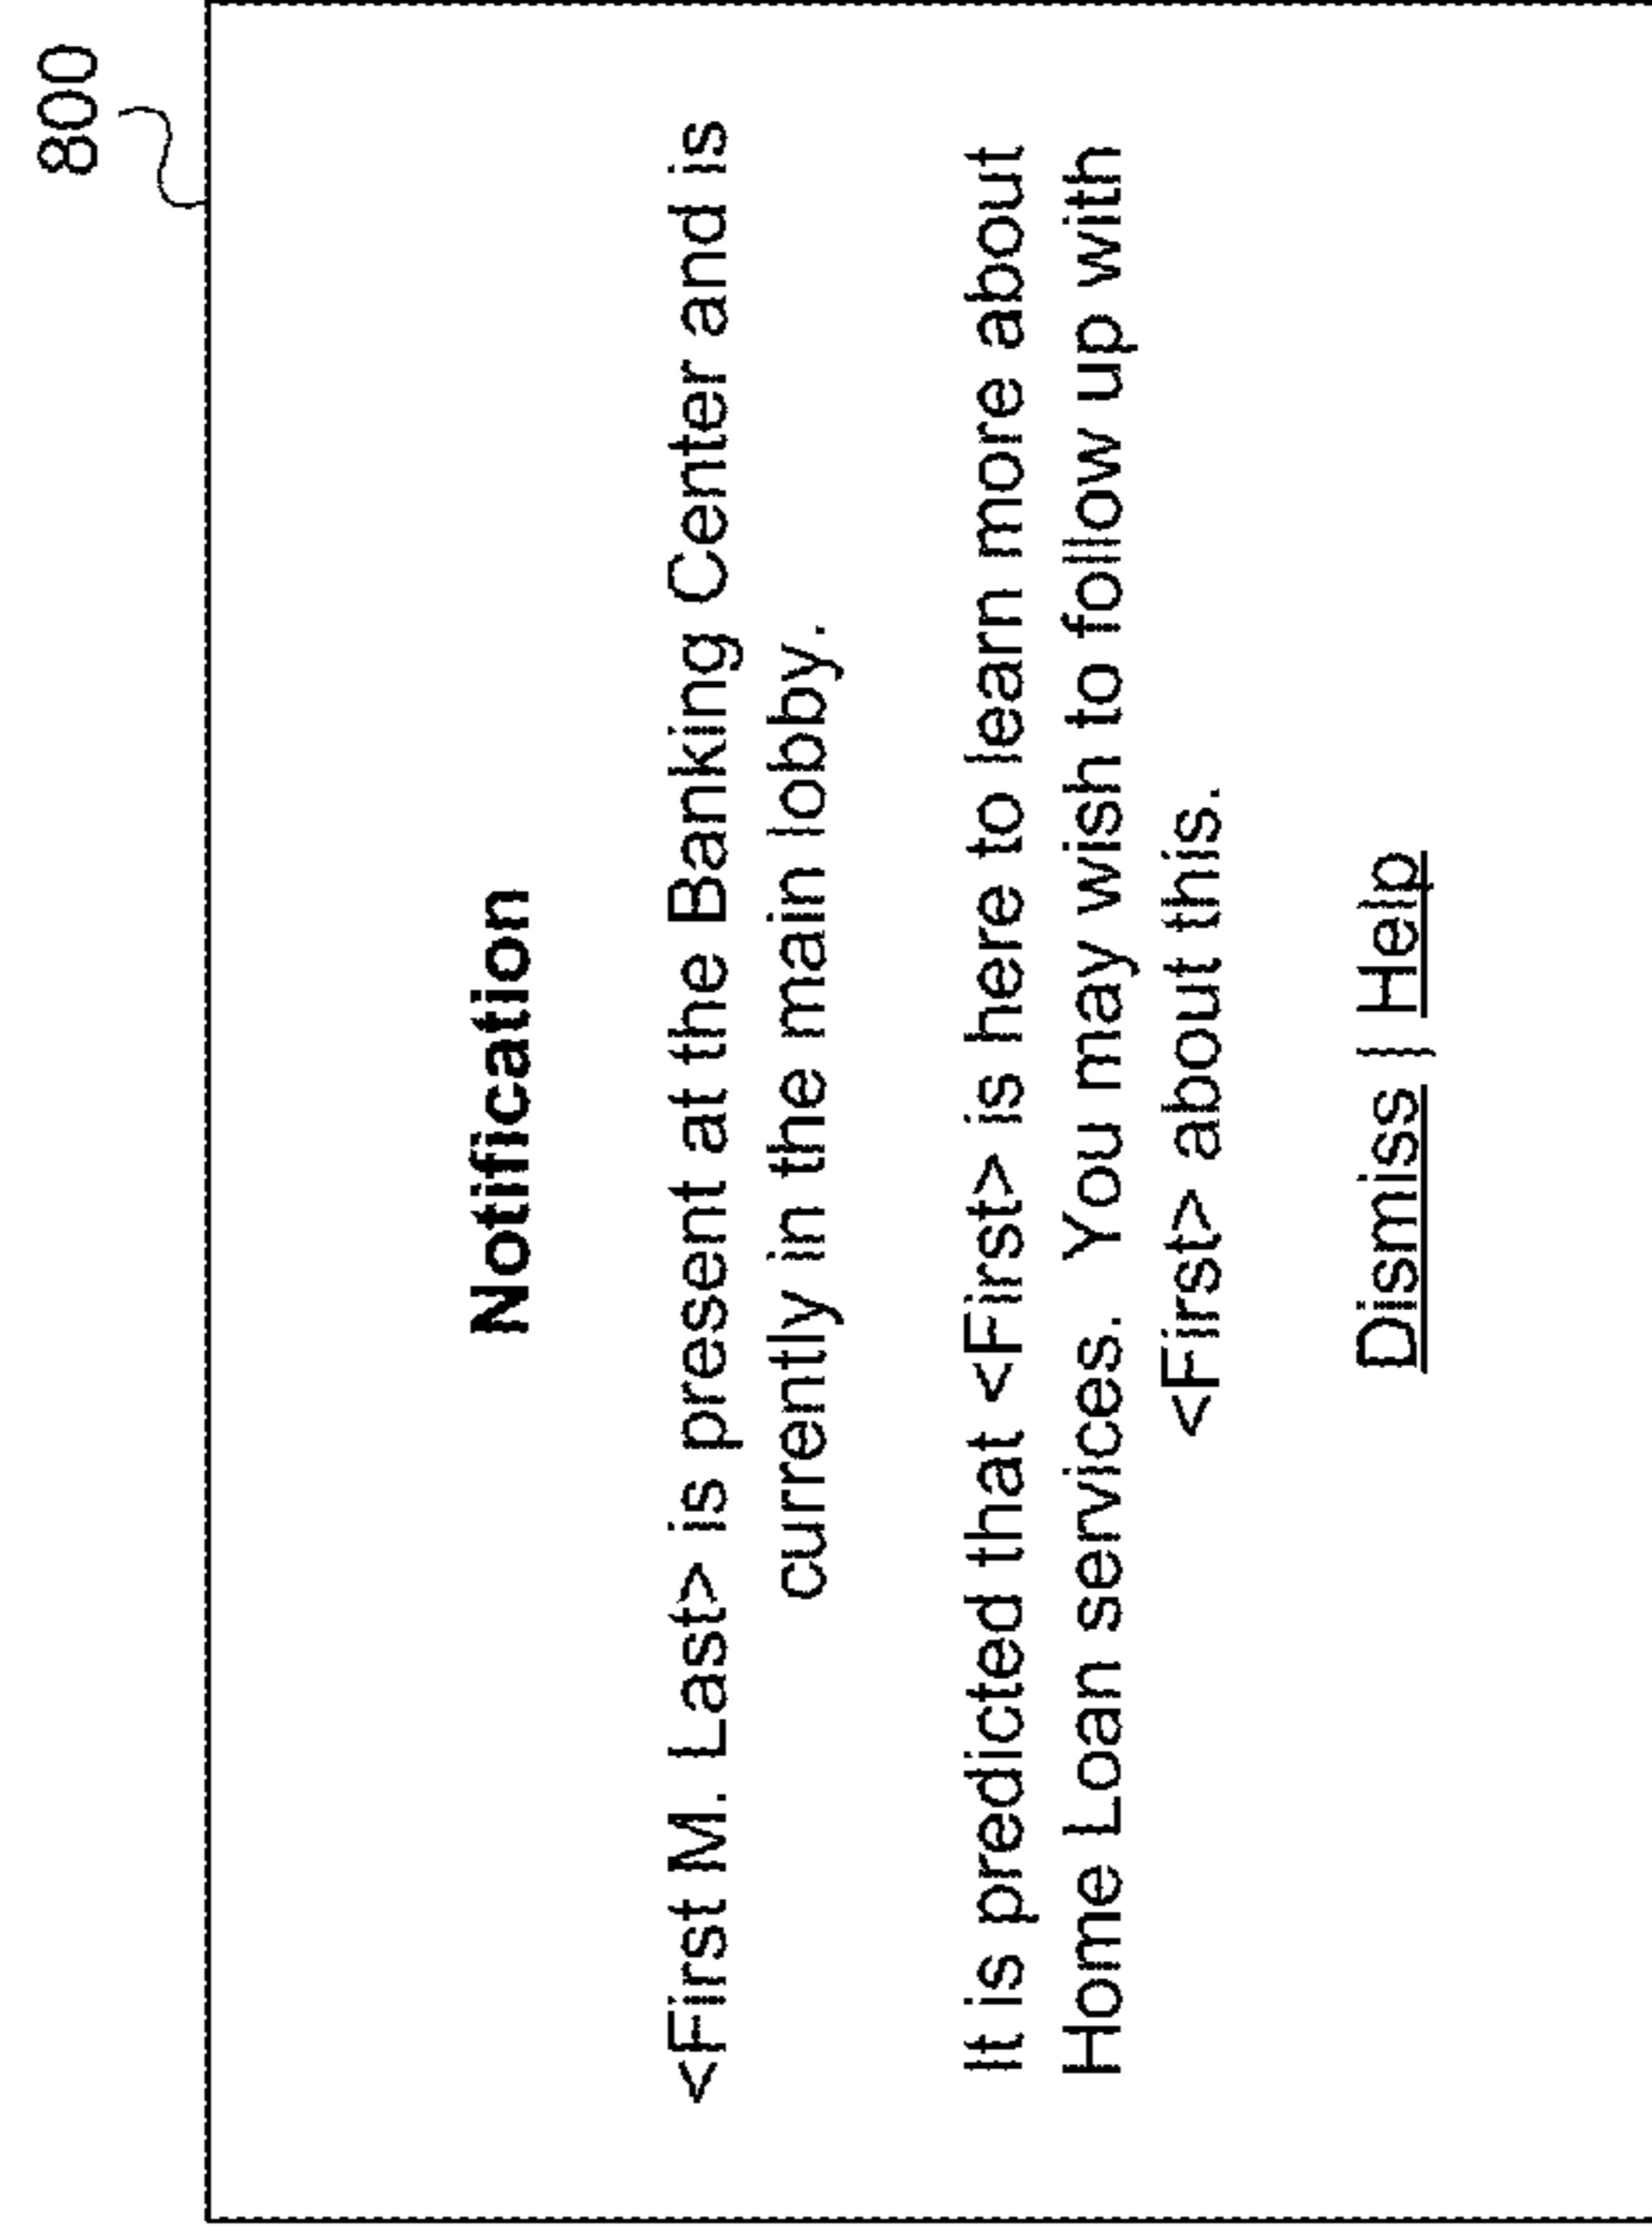 800
Notification
<First M. Last> is present at the Banking Center and is
currently in the main lobby.
It is predicted that <First> is here to learn more about
Home Loan services.  You may wish to follow up with
<First> about this.
Dismiss | Help